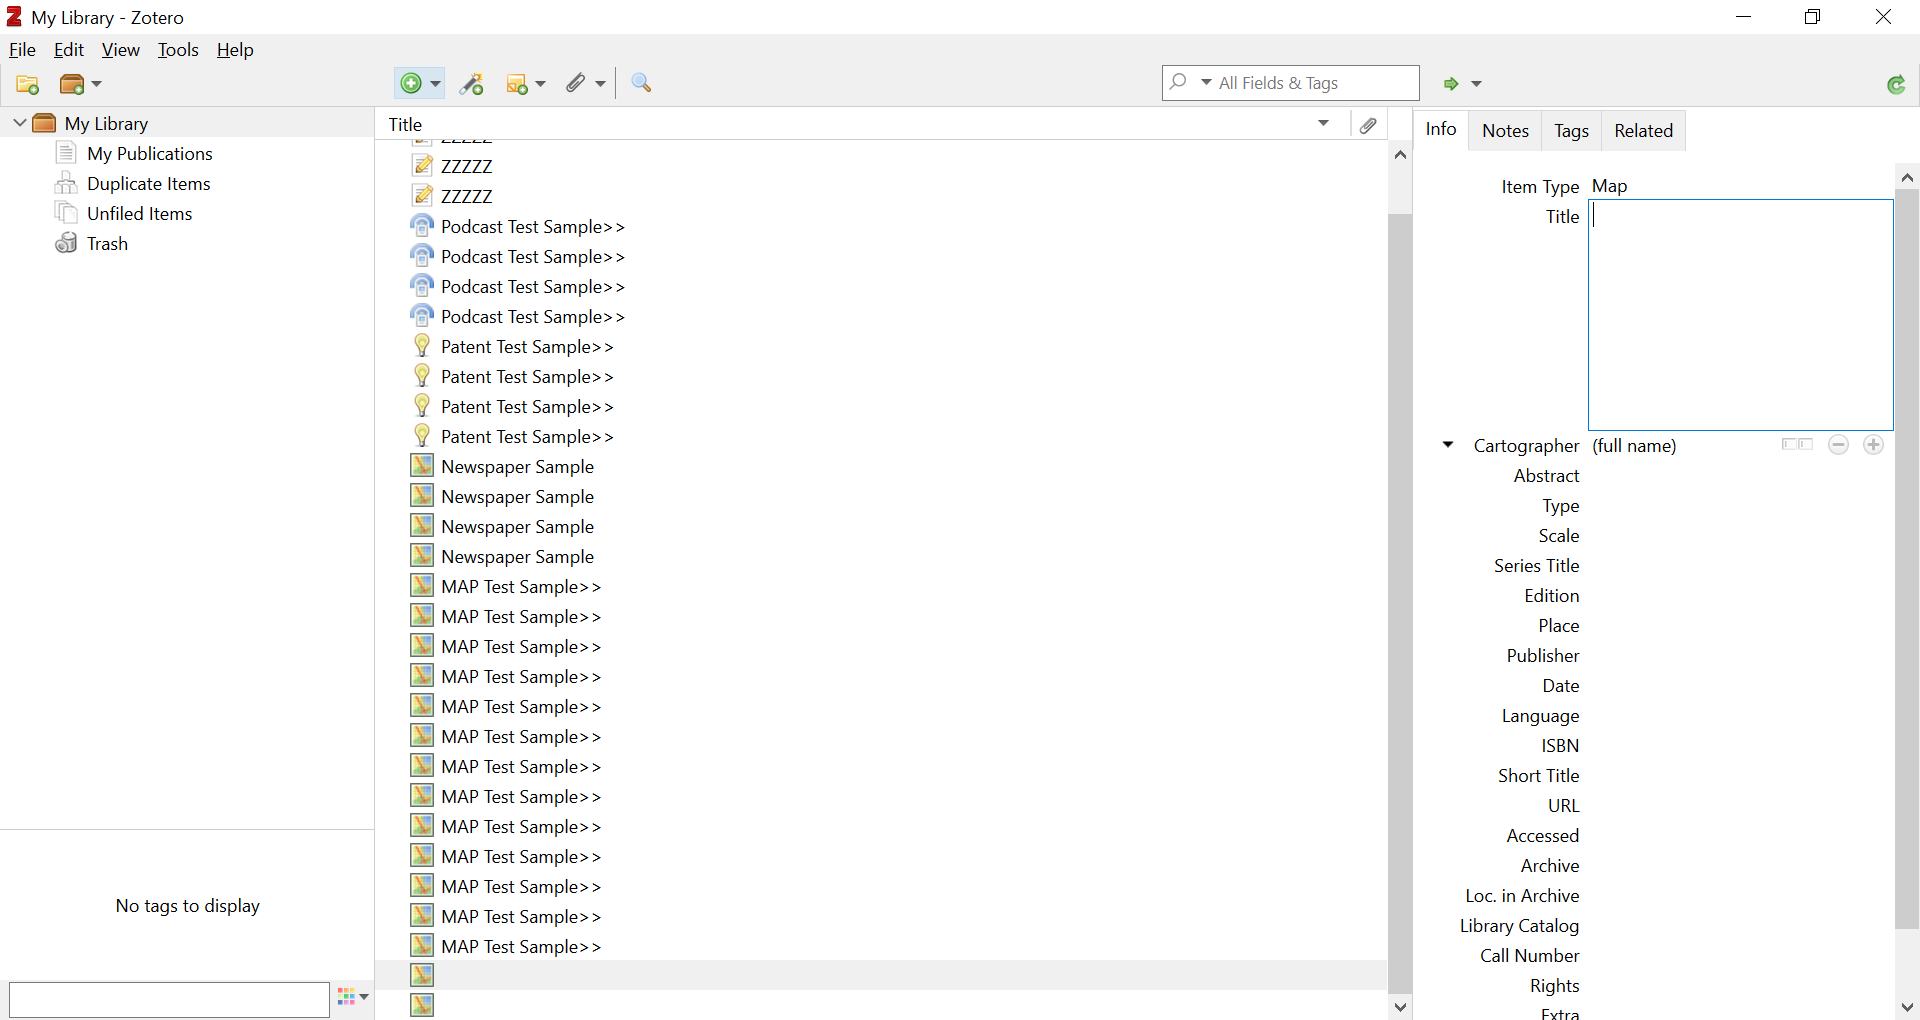 My Library - Zotero
File Edit View Tools Help
All Fields & Tags
My Library
My Publications
Duplicate Items
Unfiled Items
Trash
No tags to display
Title
ZZZZZ
ZZZZZ
ZZZZZ
Podcast Test Sample>>
Podcast Test Sample>>
Podcast Test Sample>>
Podcast Test Sample>>
Patent Test Sample>>
Patent Test Sample>>
Patent Test Sample>>
Patent Test Sample>>
Newspaper Sample
Newspaper Sample
Newspaper Sample
Newspaper Sample
MAP Test Sample>>
MAP Test Sample>>
MAP Test Sample>>
MAP Test Sample>>
MAP Test Sample>>
MAP Test Sample>>
MAP Test Sample>>
MAP Test Sample>>
MAP Test Sample>>
MAP Test Sample>>
MAP Test Sample>>
MAP Test Sample>>
MAP Test Sample>>
Info Notes Tags Related
Item Type Map
Title
Cartographer (full name)
Abstract
Type
Scale
Series Title
Edition
Place
Publisher
Date
Language
ISBN
Short Title
URL
Accessed
Archive
Loc. in Archive
Library Catalog
Call Number
Rights
Extra